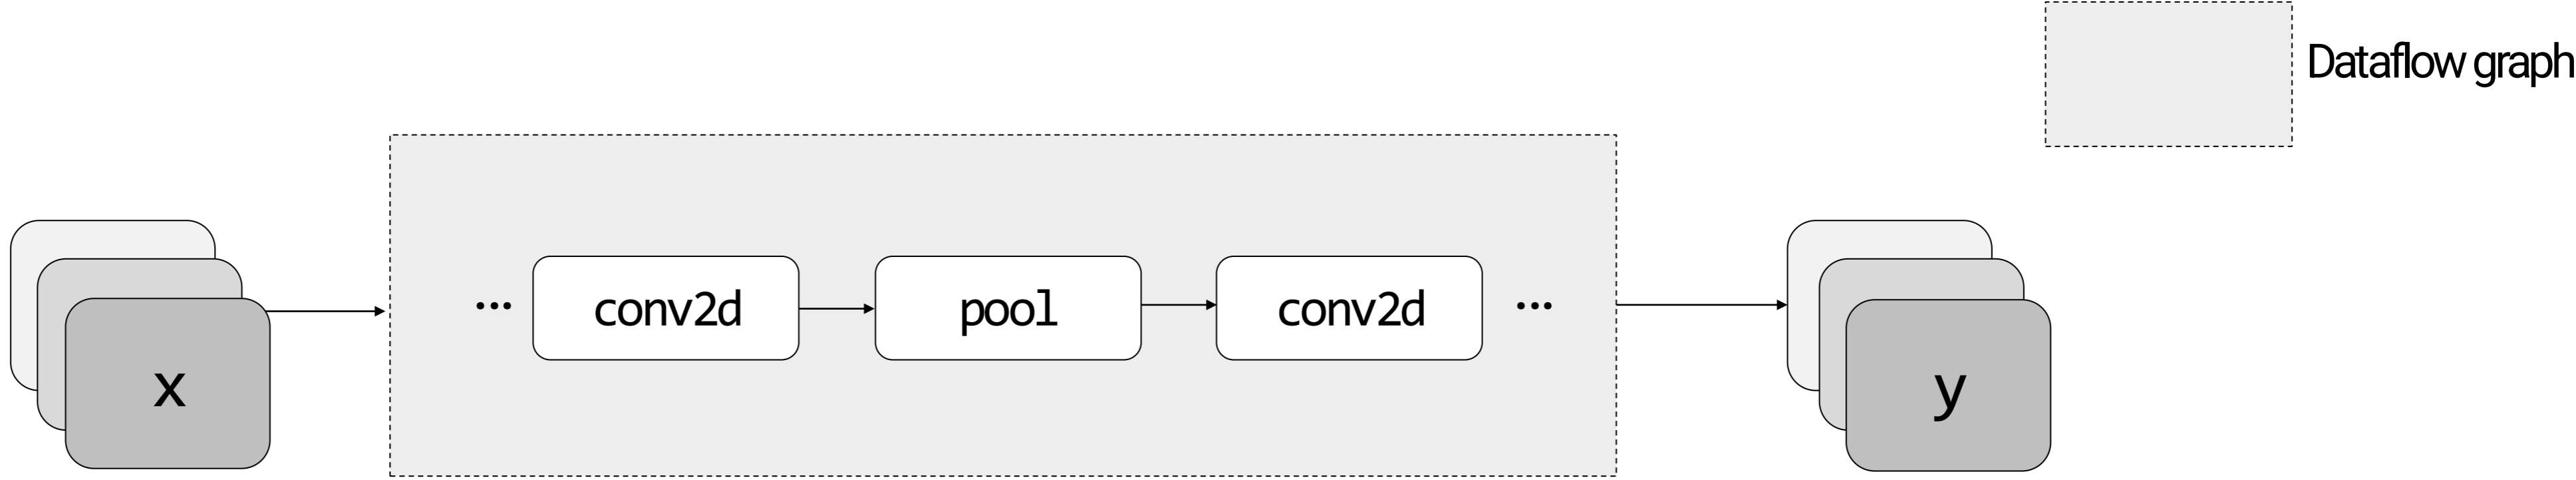 Dataflow graph
... conv2d pool conv2d ...
x
y